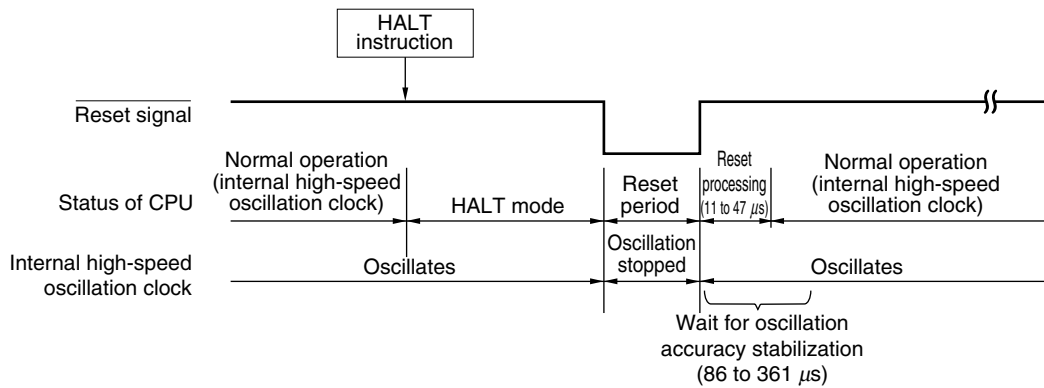 HALT
instruction
Reset signal
Normal operation
(internal high-speed
oscillation clock)
Reset
processing
(11 to 47 μs)
Normal operation
(internal high-speed
oscillation clock)
Status of CPU
HALT mode
Reset
period
Internal high-speed
oscillation clock
Oscillates
Oscillation
stopped
Oscillates
Wait for oscillation
accuracy stabilization
(86 to 361 μs)